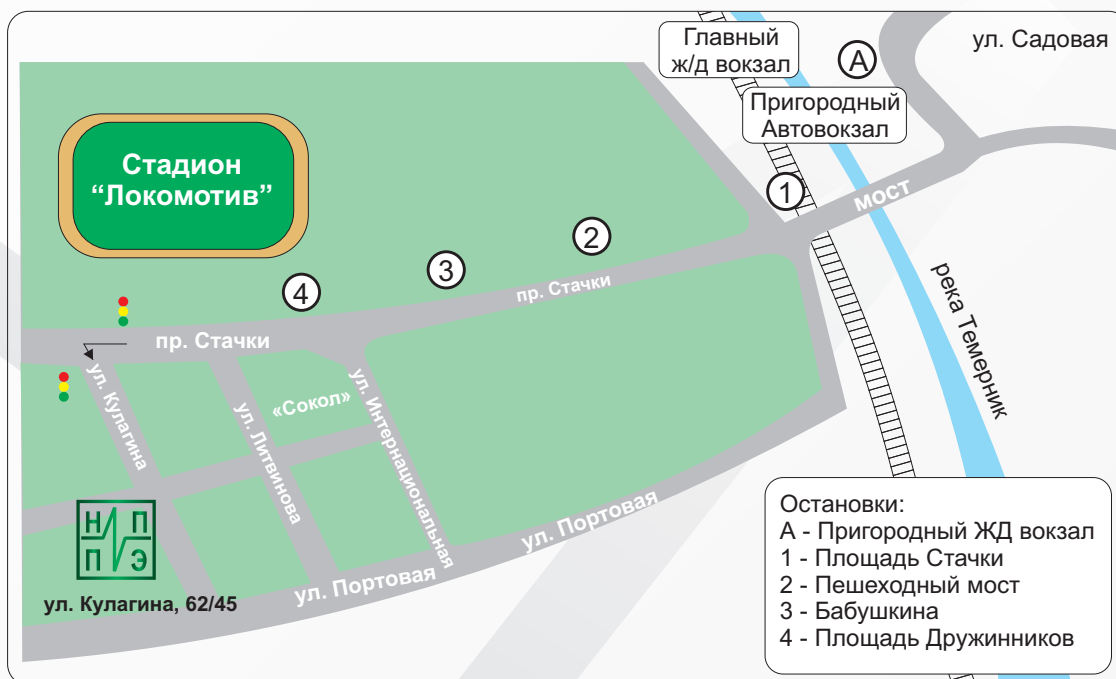 Главный
ж/д вокзал
А
ул. Садовая
Пригородный
Автовокзал
Стадион
“Локомотив”
1
мост
2
3
4
пр. Стачки
пр. Стачки
река Темерник
ул. Кулагина
«Сокол»
ул. Литвинова
ул. Интернациональная
ул. Портовая
ул. Портовая
Н П
П Э
ул. Кулагина, 62/45
Остановки:
А - Пригородный ЖД вокзал
1 - Площадь Стачки
2 - Пешеходный мост
3 - Бабушкина
4 - Площадь Дружинников